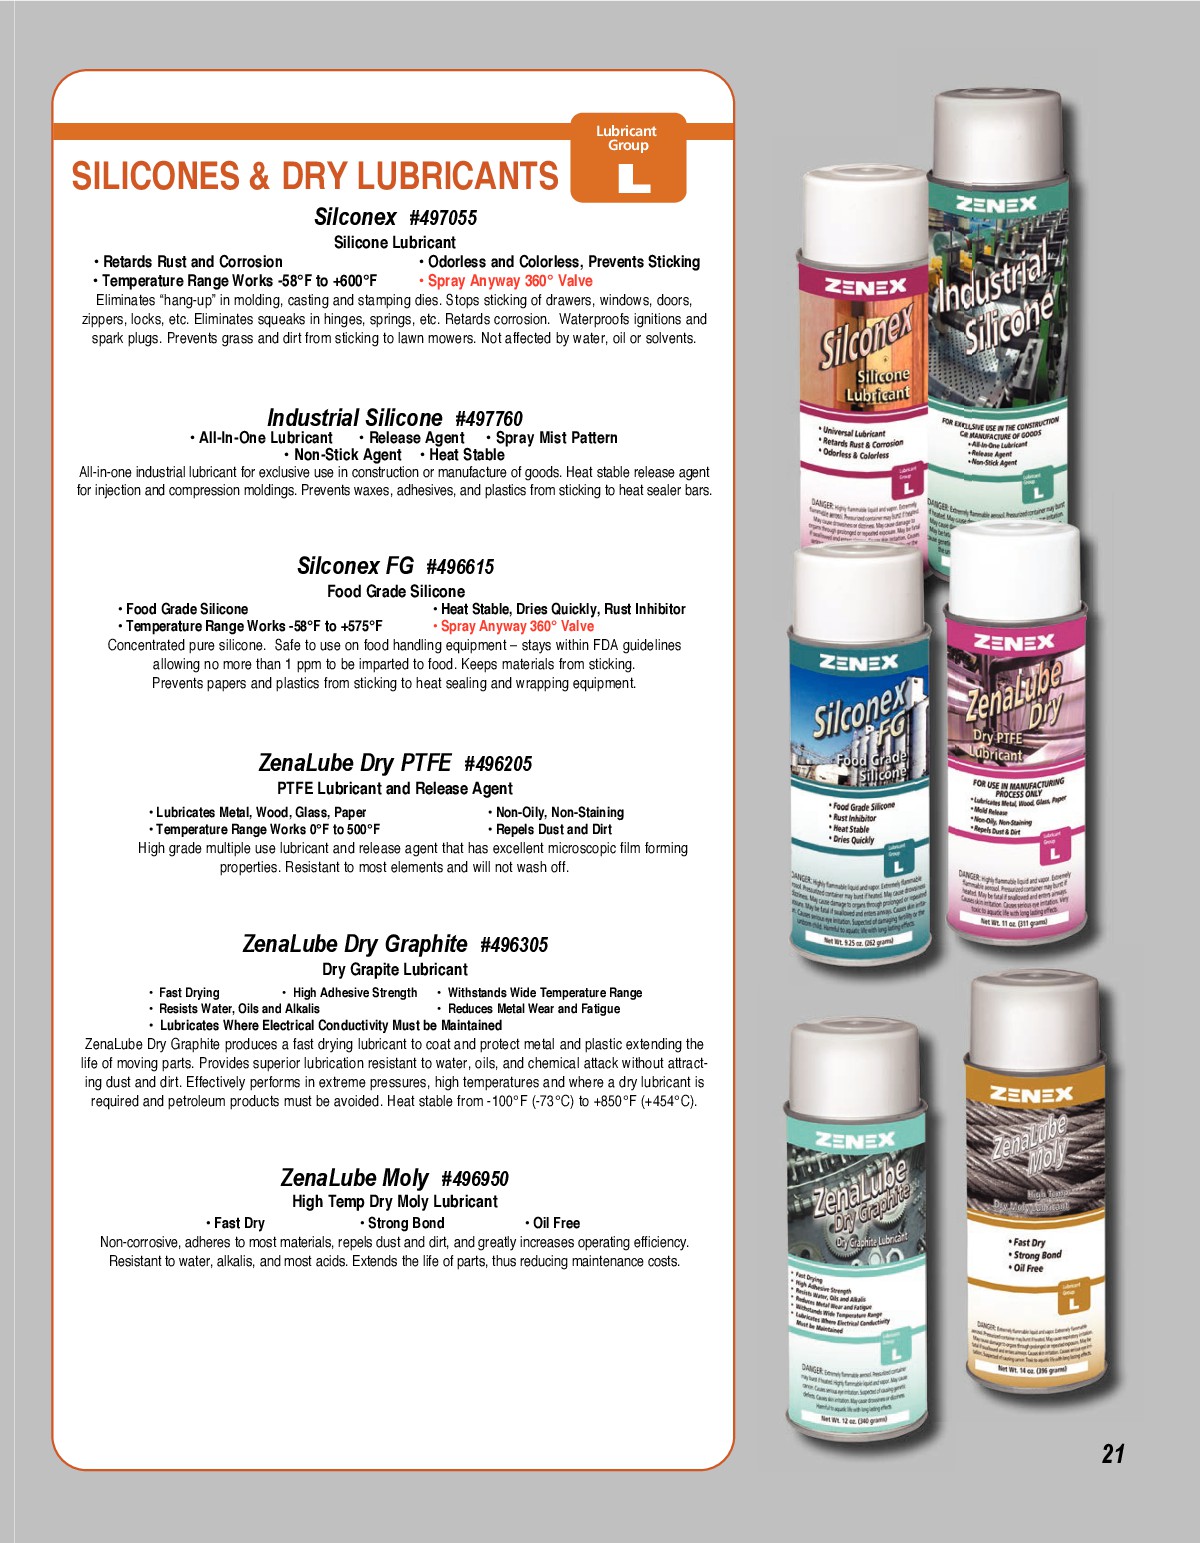 Lubricant
Group
L
SILICONES & DRY LUBRICANTS
Silconex #497055
Silicone Lubricant
• Retards Rust and Corrosion • Odorless and Colorless, Prevents Sticking
• Temperature Range Works -58°F to +600°F • Spray Anyway 360° Valve
Eliminates “hang-up” in molding, casting and stamping dies. Stops sticking of drawers, windows, doors,
zippers, locks, etc. Eliminates squeaks in hinges, springs, etc. Retards corrosion. Waterproofs ignitions and
spark plugs. Prevents grass and dirt from sticking to lawn mowers. Not affected by water, oil or solvents.
Industrial Silicone #497760
• All-In-One Lubricant • Release Agent • Spray Mist Pattern
• Non-Stick Agent • Heat Stable
All-in-one industrial lubricant for exclusive use in construction or manufacture of goods. Heat stable release agent
for injection and compression moldings. Prevents waxes, adhesives, and plastics from sticking to heat sealer bars.
Silconex FG #496615
Food Grade Silicone
• Food Grade Silicone • Heat Stable, Dries Quickly, Rust Inhibitor
• Temperature Range Works -58°F to +575°F • Spray Anyway 360° Valve
Concentrated pure silicone. Safe to use on food handling equipment – stays within FDA guidelines
allowing no more than 1 ppm to be imparted to food. Keeps materials from sticking.
Prevents papers and plastics from sticking to heat sealing and wrapping equipment.
ZenaLube Dry PTFE #496205
PTFE Lubricant and Release Agent
• Lubricates Metal, Wood, Glass, Paper • Non-Oily, Non-Staining
• Temperature Range Works 0°F to 500°F • Repels Dust and Dirt
High grade multiple use lubricant and release agent that has excellent microscopic film forming
properties. Resistant to most elements and will not wash off.
ZenaLube Dry Graphite #496305
Dry Grapite Lubricant
• Fast Drying • High Adhesive Strength • Withstands Wide Temperature Range
• Resists Water, Oils and Alkalis • Reduces Metal Wear and Fatigue
• Lubricates Where Electrical Conductivity Must be Maintained
ZenaLube Dry Graphite produces a fast drying lubricant to coat and protect metal and plastic extending the
life of moving parts. Provides superior lubrication resistant to water, oils, and chemical attack without attract-
ing dust and dirt. Effectively performs in extreme pressures, high temperatures and where a dry lubricant is
required and petroleum products must be avoided. Heat stable from -100°F (-73°C) to +850°F (+454°C).
ZenaLube Moly #496950
High Temp Dry Moly Lubricant
• Fast Dry • Strong Bond • Oil Free
Non-corrosive, adheres to most materials, repels dust and dirt, and greatly increases operating efficiency.
Resistant to water, alkalis, and most acids. Extends the life of parts, thus reducing maintenance costs.
ZENEX
Industrial
Silicone
FOR EXCLUSIVE USE IN THE CONSTRUCTION
OR MANUFACTURE OF GOODS
• All-In-One Lubricant
• Release Agent
• Non-Stick Agent
Lubricant
Group
L
ZENEX
Silconex
Silicone
Lubricant
• Universal Lubricant
• Retards Rust & Corrosion
• Odorless & Colorless
Lubricant
Group
L
ZENEX
Silconex
FG
Food Grade
Silicone
• Food Grade Silicone
• Rust Inhibitor
• Heat Stable
• Dries Quickly
Lubricant
Group
L
Net Wt. 9.25 oz. (262 grams)
ZENEX
ZenaLube
Dry
Dry PTFE
Lubricant
FOR USE IN MANUFACTURING
PROCESS ONLY
• Lubricates Metal, Wood, Glass, Paper
• Mold Release
• Non-Oily, Non-Staining
• Repels Dust & Dirt
Lubricant
Group
L
Net Wt. 11 oz. (311 grams)
ZENEX
ZenaLube
Dry Graphite
Dry Graphite Lubricant
• Fast Drying
• High Adhesive Strength
• Resists Water, Oils and Alkalis
• Reduces Metal Wear and Fatigue
• Withstands Wide Temperature Range
• Lubricates Where Electrical Conductivity
Must be Maintained
Lubricant
Group
L
Net Wt. 12 oz. (340 grams)
ZENEX
ZenaLube
Moly
High Temp
Dry Moly Lubricant
• Fast Dry
• Strong Bond
• Oil Free
Lubricant
Group
L
Net Wt. 14 oz. (396 grams)
21